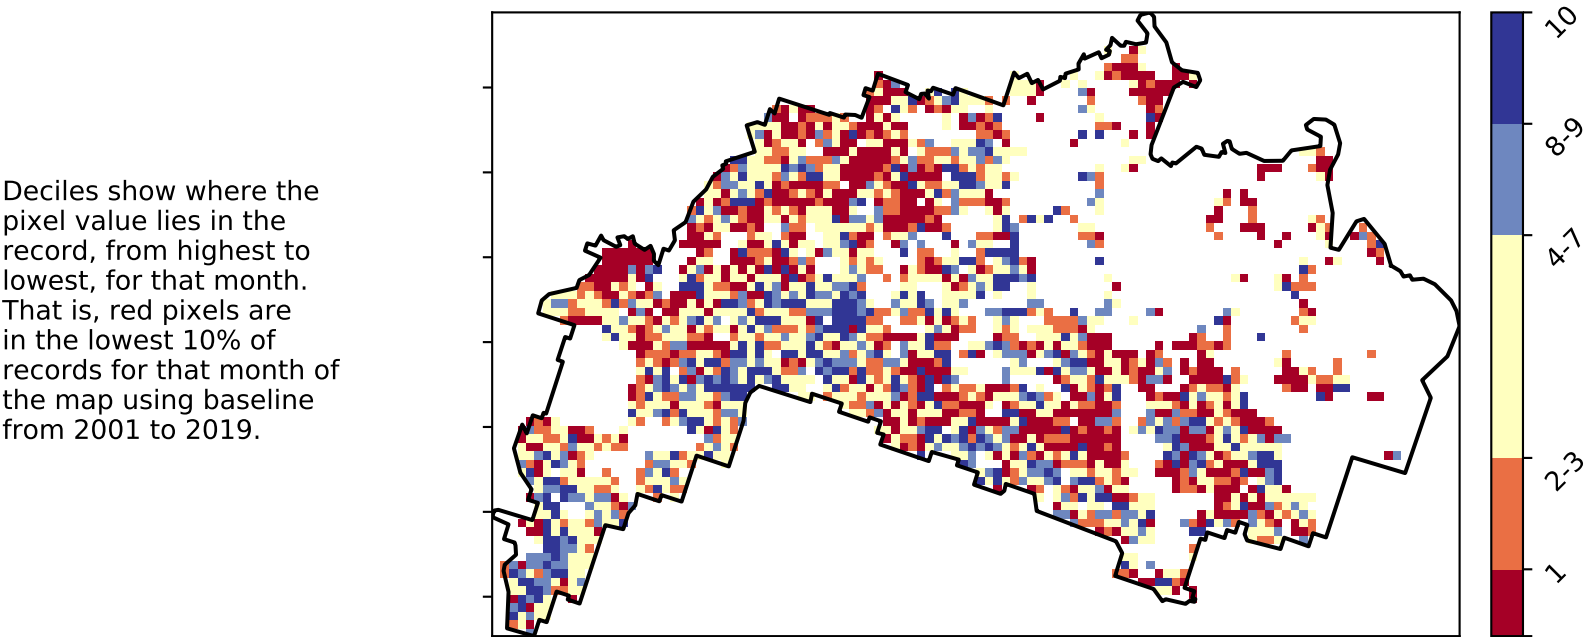 Deciles show where the
pixel value lies in the
record, from highest to
lowest, for that month.
That is, red pixels are
in the lowest 10% of
records for that month of
the map using baseline
from 2001 to 2019.
10
8-9
4-7
2-3
1